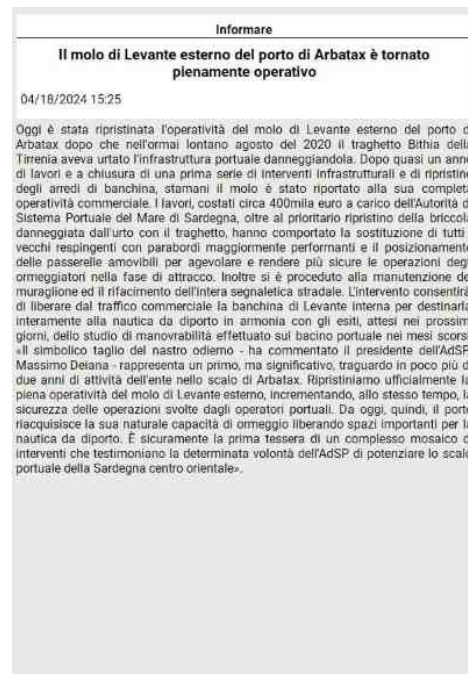 Informare
Il molo di Levante esterno del porto di Arbatax è tornato
pienamente operativo
04/18/2024 15:25
Oggi è stata ripristinata l'operatività del molo di Levante esterno del porto d
Arbatax dopo che nell'ormai lontano agosto del 2020 il traghetto Bithia della
Tirrenia aveva urtato l'infrastruttura portuale danneggiandola. Dopo quasi un anno
di lavori e a chiusura di una prima serie di interventi infrastrutturali e di ripristino
degli arredi di banchina, stamani il molo è stato riportato alla sua completa
operatività commerciale. I lavori, costati circa 400mila euro a carico dell'Autorità d
Sistema Portuale del Mare di Sardegna, oltre al prioritario ripristino della briccola
danneggiata dall'urto con il traghetto, hanno comportato la sostituzione di tutti i
vecchi respingenti con parabordi maggiormente performanti e il posizionamento
delle passerelle amovibili per agevolare e rendere più sicure le operazioni degl
ormeggiatori nella fase di attracco. Inoltre si è proceduto alla manutenzione de
muraglione ed il rifacimento dell'intera segnaletica stradale. L'intervento consentirà
di liberare dal traffico commerciale la banchina di Levante interna per destinarla
interamente alla nautica da diporto in armonia con gli esiti, attesi nei prossimi
giorni, dello studio di manovrabilità effettuato sul bacino portuale nei mesi scorsi
«Il simbolico taglio del nastro odierno - ha commentato il presidente dell'AdSP
Massimo Deiana - rappresenta un primo, ma significativo, traguardo in poco più d
due anni di attività dell'ente nello scalo di Arbatax. Ripristiniamo ufficialmente la
piena operatività del molo di Levante esterno, incrementando, allo stesso tempo, la
sicurezza delle operazioni svolte dagli operatori portuali. Da oggi, quindi, il porto
riacquisisce la sua naturale capacità di ormeggio liberando spazi importanti per la
nautica da diporto. È sicuramente la prima tessera di un complesso mosaico d
interventi che testimoniano la determinata volontà dell'AdSP di potenziare lo scalo
portuale della Sardegna centro orientale».